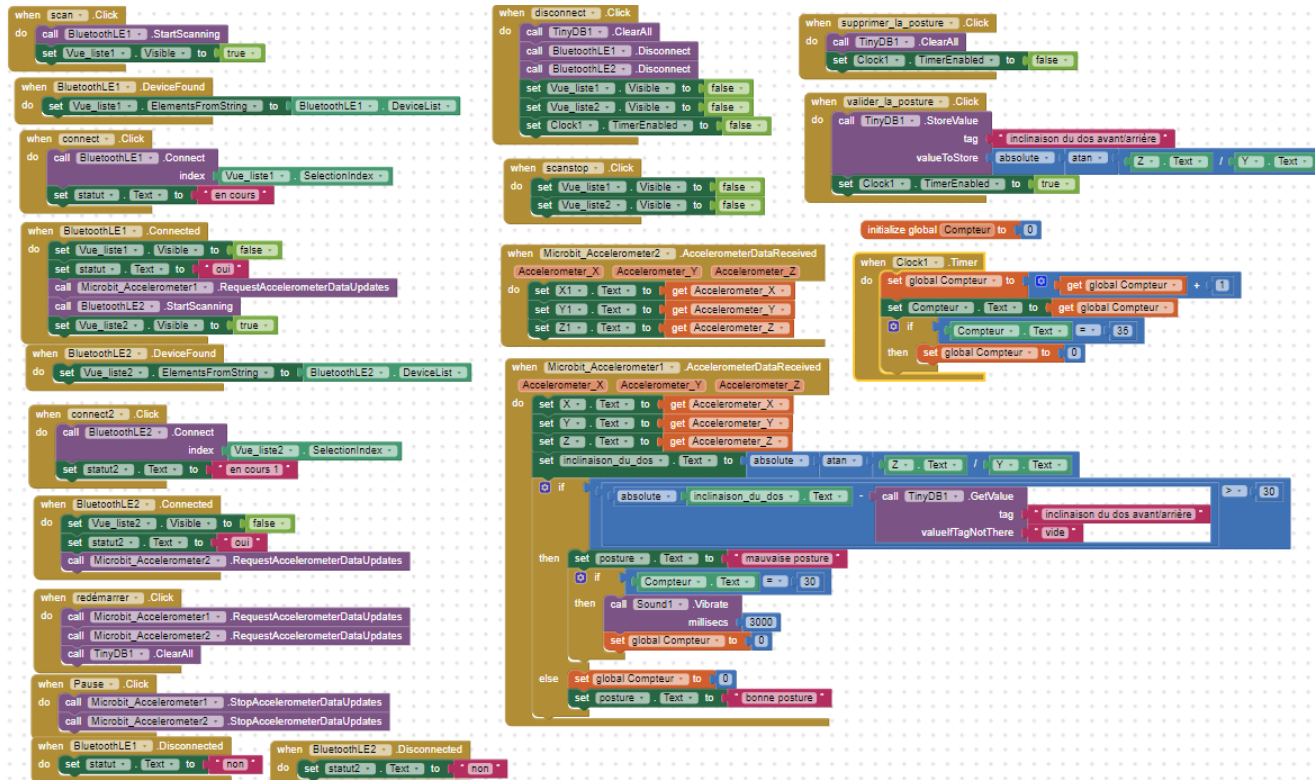 when scan .Click
do call BluetoothLE1 .StartScanning
set Vue_liste1 . Visible to true
when BluetoothLE1 .DeviceFound
do set Vue_liste1 . ElementsFromString to BluetoothLE1 . DeviceList
when connect .Click
do call BluetoothLE1 .Connect
index Vue_liste1 . SelectionIndex
set statut . Text to " en cours "
when BluetoothLE1 .Connected
do set Vue_liste1 . Visible to false
set statut . Text to " oui "
call Microbit_Accelerometer1 .RequestAccelerometerDataUpdates
call BluetoothLE2 .StartScanning
set Vue_liste2 . Visible to true
when BluetoothLE2 .DeviceFound
do set Vue_liste2 . ElementsFromString to BluetoothLE2 . DeviceList
when connect2 .Click
do call BluetoothLE2 .Connect
index Vue_liste2 . SelectionIndex
set statut2 . Text to " en cours 1 "
when BluetoothLE2 .Connected
do set Vue_liste2 . Visible to false
set statut2 . Text to " oui "
call Microbit_Accelerometer2 .RequestAccelerometerDataUpdates
when redémarrer .Click
do call Microbit_Accelerometer1 .RequestAccelerometerDataUpdates
call Microbit_Accelerometer2 .RequestAccelerometerDataUpdates
call TinyDB1 .ClearAll
when Pause .Click
do call Microbit_Accelerometer1 .StopAccelerometerDataUpdates
call Microbit_Accelerometer2 .StopAccelerometerDataUpdates
when BluetoothLE1 .Disconnected
do set statut . Text to " non "
when BluetoothLE2 .Disconnected
do set statut2 . Text to " non "
when disconnect .Click
do call TinyDB1 .ClearAll
call BluetoothLE1 .Disconnect
call BluetoothLE2 .Disconnect
set Vue_liste1 . Visible to false
set Vue_liste2 . Visible to false
set Clock1 . TimerEnabled to false
when scanstop .Click
do set Vue_liste1 . Visible to false
set Vue_liste2 . Visible to false
when Microbit_Accelerometer2 .AccelerometerDataReceived
Accelerometer_X Accelerometer_Y Accelerometer_Z
do set X1 . Text to get Accelerometer_X
set Y1 . Text to get Accelerometer_Y
set Z1 . Text to get Accelerometer_Z
when Microbit_Accelerometer1 .AccelerometerDataReceived
Accelerometer_X Accelerometer_Y Accelerometer_Z
do set X . Text to get Accelerometer_X
set Y . Text to get Accelerometer_Y
set Z . Text to get Accelerometer_Z
set inclinaison_du_dos . Text to absolute atan Z . Text / Y . Text
if absolute inclinaison_du_dos . Text - call TinyDB1 .GetValue > 30
tag " inclinaison du dos avant/arrière "
valueIfTagNotThere " vide "
then set posture . Text to " mauvaise posture "
if Compteur . Text = 30
then call Sound1 .Vibrate
millisecs 3000
set global Compteur to 0
else set global Compteur to 0
set posture . Text to " bonne posture "
when supprimer_la_posture .Click
do call TinyDB1 .ClearAll
set Clock1 . TimerEnabled to false
when valider_la_posture .Click
do call TinyDB1 .StoreValue
tag " inclinaison du dos avant/arrière "
valueToStore absolute atan Z . Text / Y . Text
set Clock1 . TimerEnabled to true
initialize global Compteur to 0
when Clock1 .Timer
do set global Compteur to get global Compteur + 1
set Compteur . Text to get global Compteur
if Compteur . Text = 35
then set global Compteur to 0